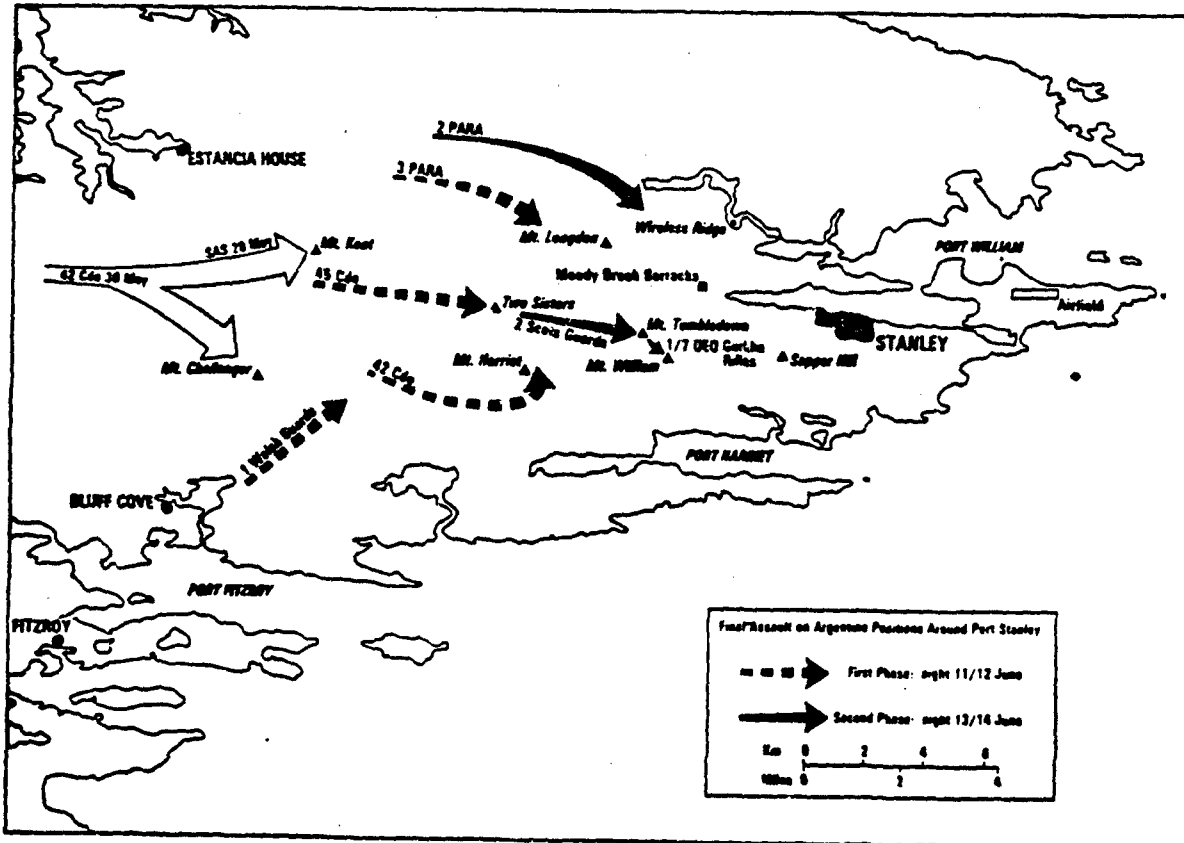 2 PARA
ESTANCIA HOUSE
3 PARA
Wireless Ridge
Mt. Longdon
PORT WILLIAM
SAS 29 May
Mt. Kent
42 Cdo 30 May
45 Cdo
Moody Brook Barracks
Airfield
Two Sisters
2 Scots Guards
Mt. Tumbledown
STANLEY
1/7 DEO Gurkha
Rifles
Sapper Hill
Mt. William
Mt. Harriet
Mt. Challenger
42 Cdo
1 Welsh Guards
PORT HARRIET
BLUFF COVE
PORT FITZROY
FITZROY
Final Assault on Argentine Positions Around Port Stanley
First Phase: night 11/12 June
Second Phase: night 13/14 June
Km 0 2 4 6
Miles 0 2 4